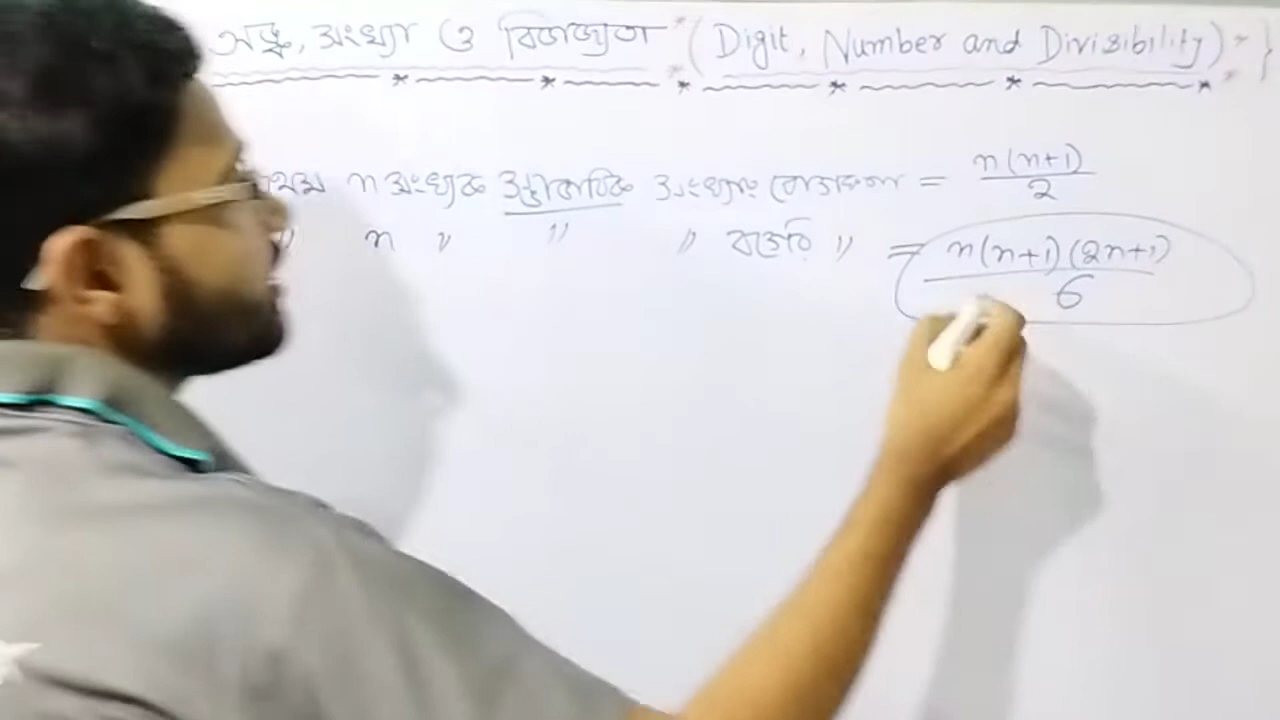 অঙ্ক, সংখ্যা ও বিভাজ্যতা " (Digit, Number and Divisibility) " }
n সংখ্যক স্বাভাবিক সংখ্যার যোগফল = n(n+1)/2
" n " " " বর্গের " = n(n+1)(2n+1)/6